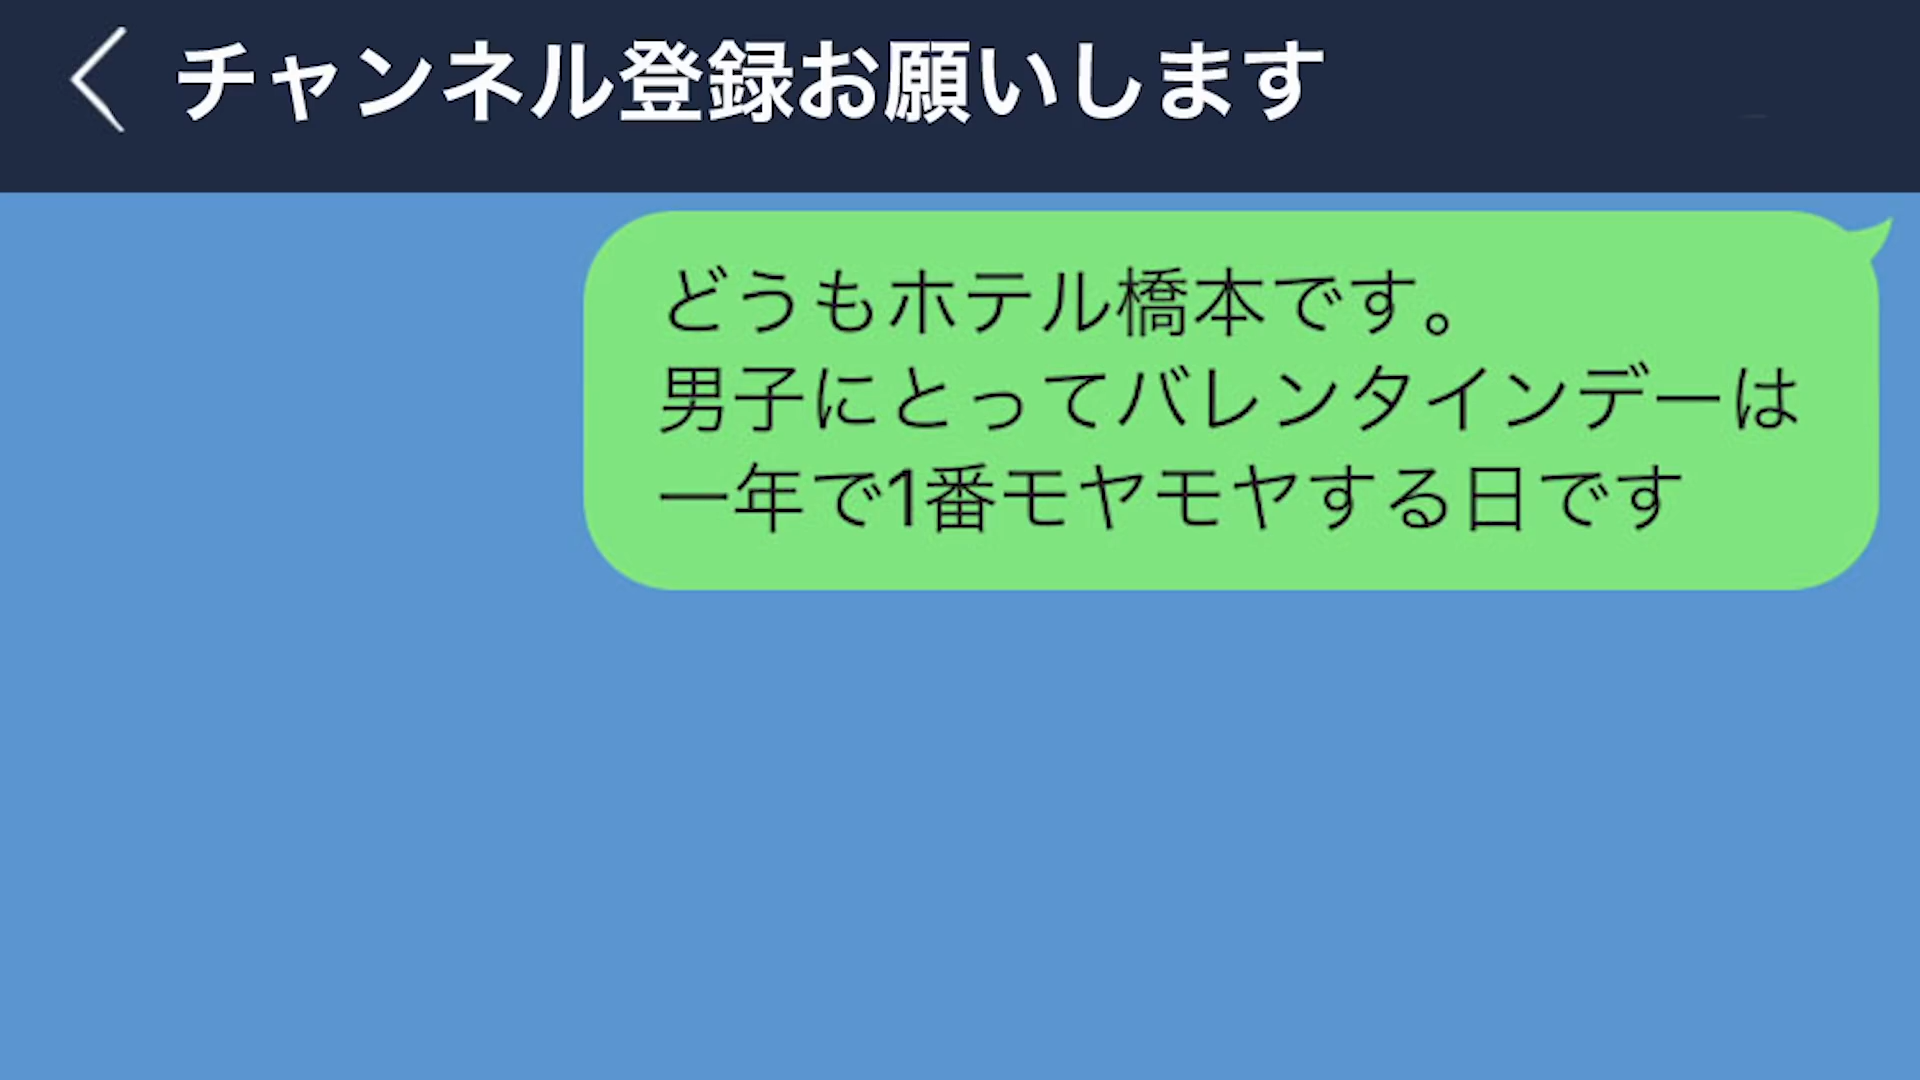 チャンネル登録お願いします
どうもホテル橋本です。
男子にとってバレンタインデーは
一年で1番モヤモヤする日です